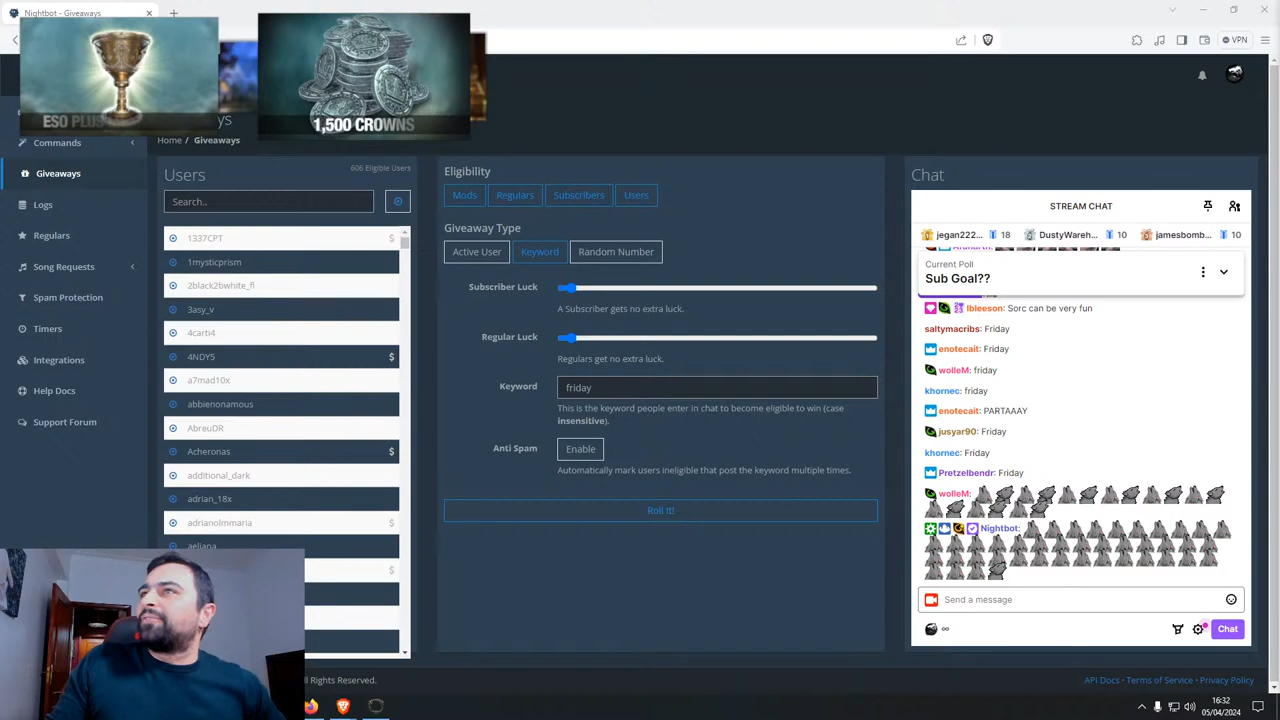 Nightbot - Giveaways
VPN
ESO PLUS
1,500 CROWNS
ys
Home / Giveaways
Commands
Giveaways
Logs
Regulars
Song Requests
Spam Protection
Timers
Integrations
Help Docs
Support Forum
Users
606 Eligible Users
Search..
1337CPT
$
1mysticprism
2black2bwhite_fl
3asy_v
4carti4
4NDY5
$
a7mad10x
abbienonamous
AbreuDR
Acheronas
$
additional_dark
adrian_18x
adrianolmmaria
$
aeliana
$
$
Eligibility
Mods
Regulars
Subscribers
Users
Giveaway Type
Active User
Keyword
Random Number
Subscriber Luck
A Subscriber gets no extra luck.
Regular Luck
Regulars get no extra luck.
Keyword
friday
This is the keyword people enter in chat to become eligible to win (case
insensitive).
Anti Spam
Enable
Automatically mark users ineligible that post the keyword multiple times.
Roll It!
Chat
STREAM CHAT
jegan222... 18
DustyWareh... 10
jamesbomb... 10
Current Poll
Sub Goal??
lbleeson: Sorc can be very fun
saltymacribs: Friday
enotecait: Friday
wolleM: friday
khornec: friday
enotecait: PARTAAAY
jusyar90: Friday
khornec: Friday
Pretzelbendr: Friday
wolleM:
Nightbot:
Send a message
∞
Chat
ll Rights Reserved.
API Docs • Terms of Service • Privacy Policy
16:32
05/04/2024